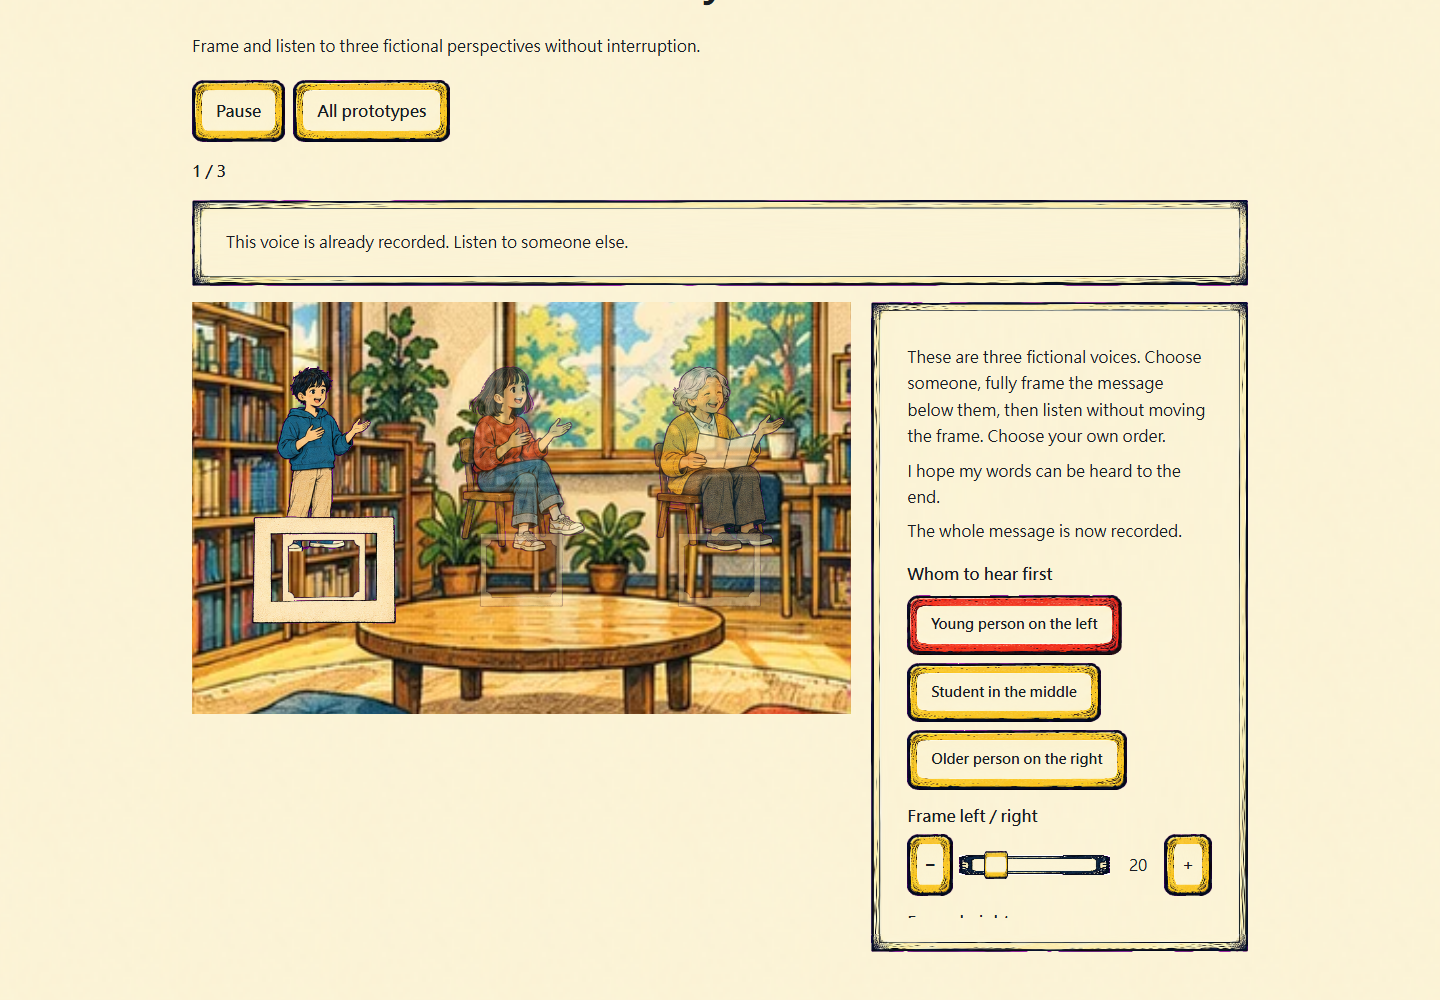 Frame and listen to three fictional perspectives without interruption.
Pause
All prototypes
1 / 3
This voice is already recorded. Listen to someone else.
These are three fictional voices. Choose
someone, fully frame the message
below them, then listen without moving
the frame. Choose your own order.
I hope my words can be heard to the
end.
The whole message is now recorded.
Whom to hear first
Young person on the left
Student in the middle
Older person on the right
Frame left / right
−
20
+